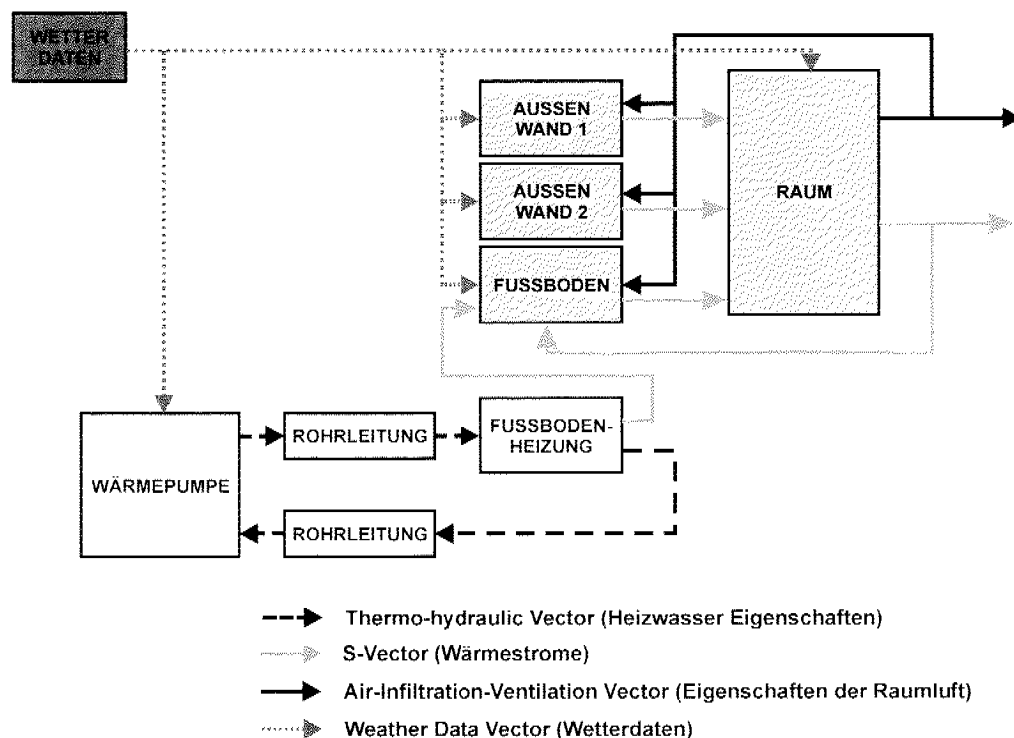 WETTER
DATEN
AUSSEN
WAND 1
AUSSEN
WAND 2
FUSSBODEN
RAUM
WÄRMEPUMPE
ROHRLEITUNG
FUSSBODEN-
HEIZUNG
ROHRLEITUNG
Thermo-hydraulic Vector (Heizwasser Eigenschaften)
S-Vector (Wärmestrome)
Air-Infiltration-Ventilation Vector (Eigenschaften der Raumluft)
Weather Data Vector (Wetterdaten)